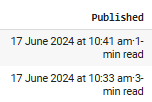 Published
17 June 2024 at 10:41 am·1-
min read
17 June 2024 at 10:33 am·3-
min read